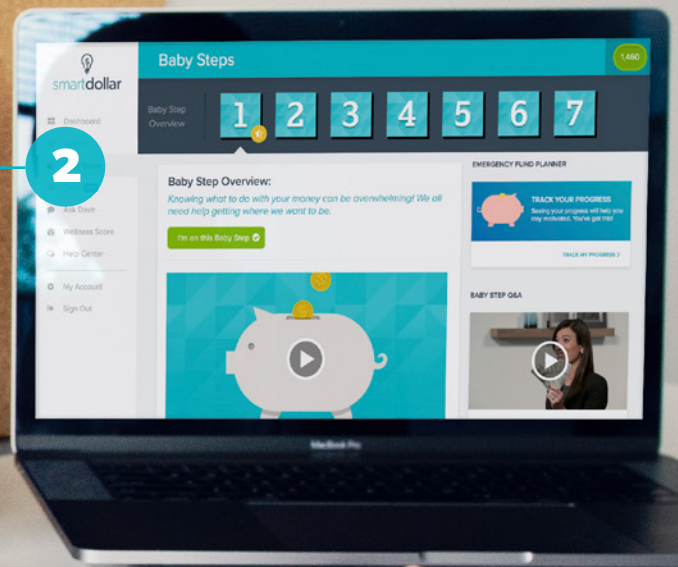 smartdollar
Baby Steps
1,450
Baby Step
Overview
1 2 3 4 5 6 7
Dashboard
2
Ask Dave
Wellness Score
Help Center
My Account
Sign Out
Baby Step Overview:
Knowing what to do with your money can be overwhelming! We all
need help getting where we want to be.
I'm on this Baby Step
EMERGENCY FUND PLANNER
TRACK YOUR PROGRESS
Seeing your progress will help you
stay motivated. You've got this!
TRACK MY PROGRESS >
BABY STEP Q&A
MacBook Pro